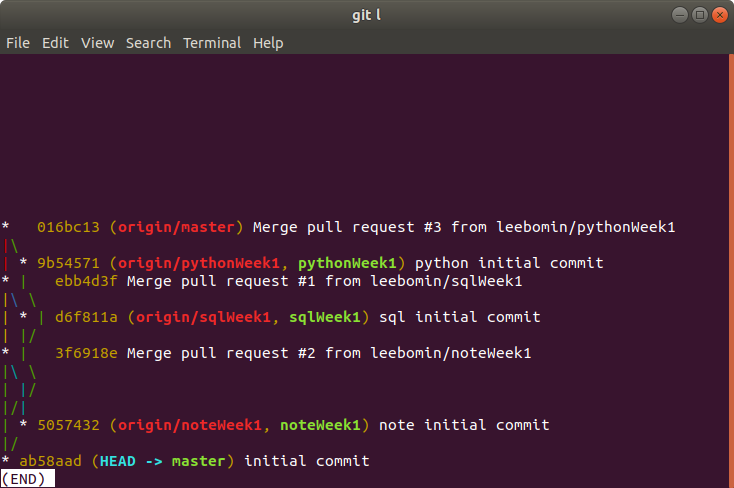 git l
File Edit View Search Terminal Help
*   016bc13 (origin/master) Merge pull request #3 from leebomin/pythonWeek1
|\
| * 9b54571 (origin/pythonWeek1, pythonWeek1) python initial commit
* |   ebb4d3f Merge pull request #1 from leebomin/sqlWeek1
|\ \
| * | d6f811a (origin/sqlWeek1, sqlWeek1) sql initial commit
| |/
* |   3f6918e Merge pull request #2 from leebomin/noteWeek1
|\ \
| |/
|/|
| * 5057432 (origin/noteWeek1, noteWeek1) note initial commit
|/
* ab58aad (HEAD -> master) initial commit
(END)